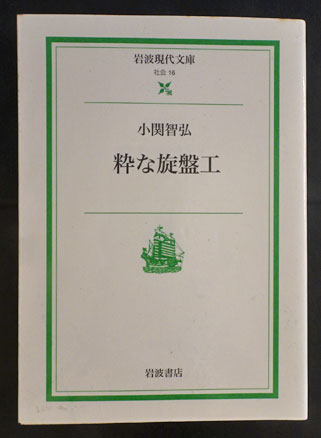 岩波現代文庫
社会 16
小関智弘
粋な旋盤工
岩波書店